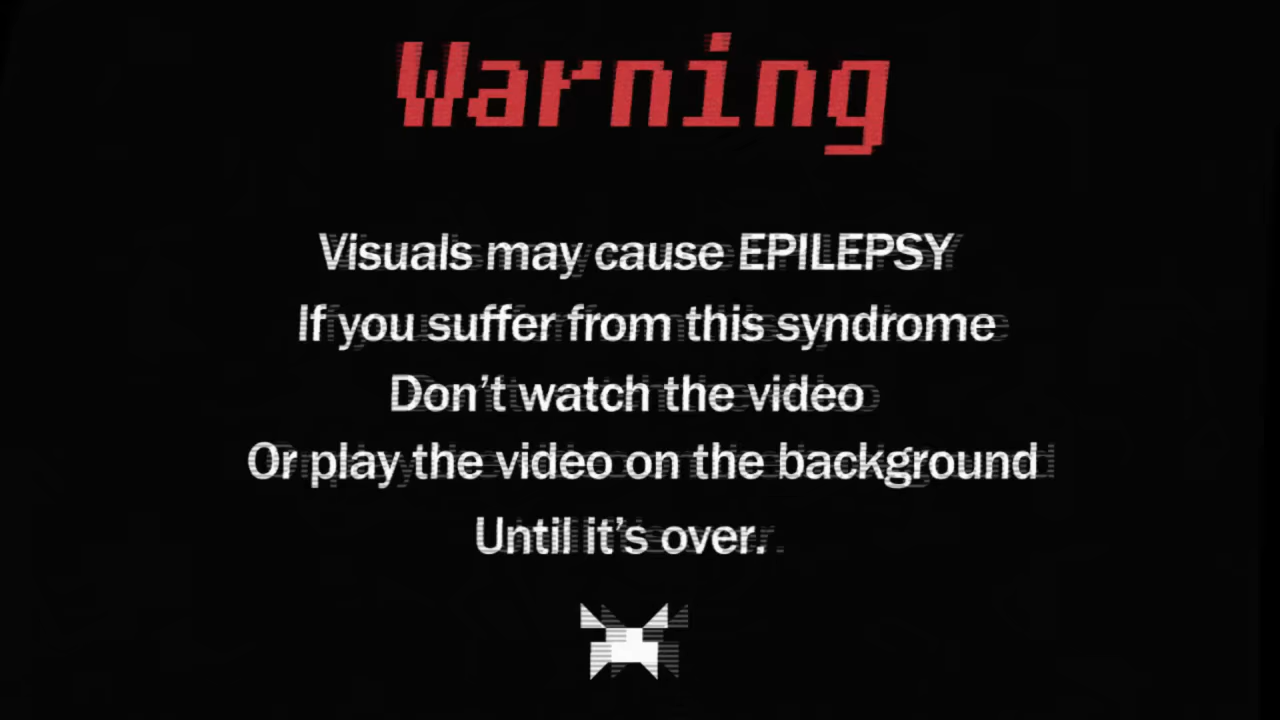 Warning
Visuals may cause EPILEPSY
If you suffer from this syndrome
Don’t watch the video
Or play the video on the background
Until it’s over.